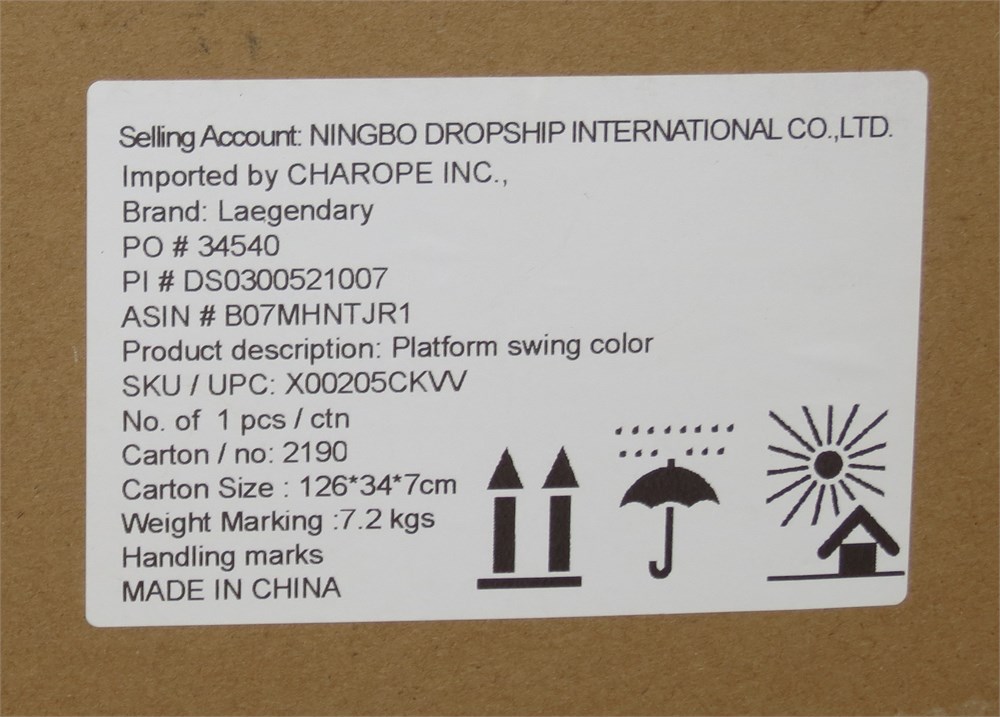 Selling Account: NINGBO DROPSHIP INTERNATIONAL CO.,LTD.
Imported by CHAROPE INC.,
Brand: Laegendary
PO # 34540
PI # DS0300521007
ASIN # B07MHNTJR1
Product description: Platform swing color
SKU / UPC: X00205CKVV
No. of 1 pcs / ctn
Carton / no: 2190
Carton Size : 126*34*7cm
Weight Marking :7.2 kgs
Handling marks
MADE IN CHINA